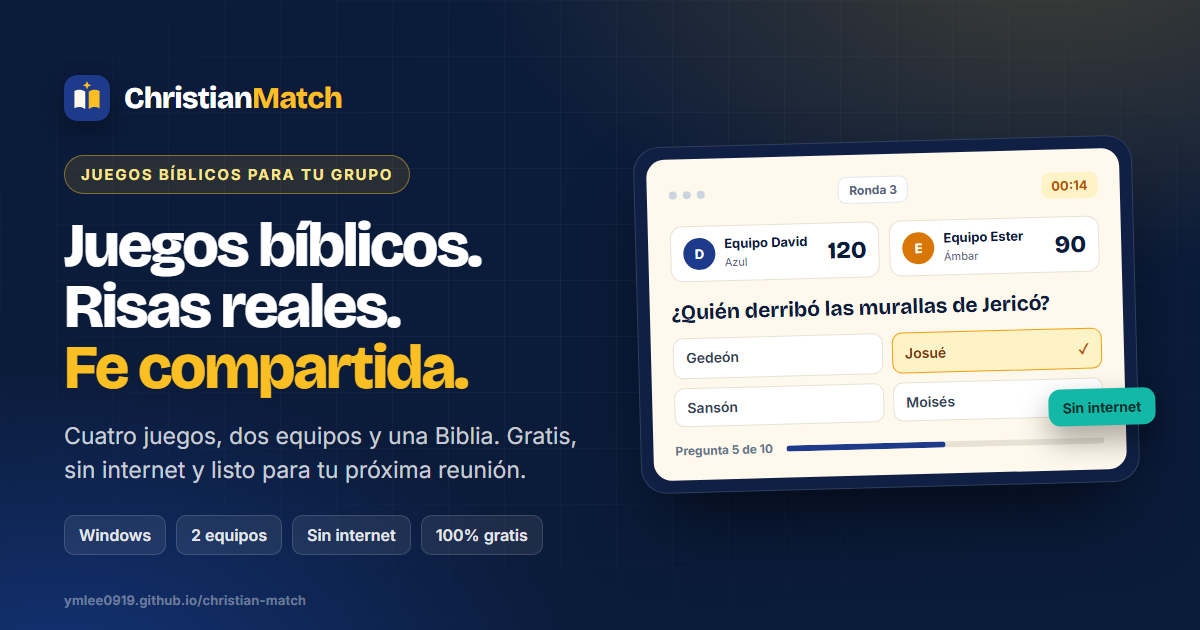 ChristianMatch
JUEGOS BÍBLICOS PARA TU GRUPO
Juegos bíblicos.
Risas reales.
Fe compartida.
Cuatro juegos, dos equipos y una Biblia. Gratis,
sin internet y listo para tu próxima reunión.
Windows
2 equipos
Sin internet
100% gratis
ymlee0919.github.io/christian-match
Ronda 3
00:14
D
Equipo David
Azul
120
E
Equipo Ester
Ámbar
90
¿Quién derribó las murallas de Jericó?
Gedeón
Josué ✓
Sansón
Moisés
Sin internet
Pregunta 5 de 10